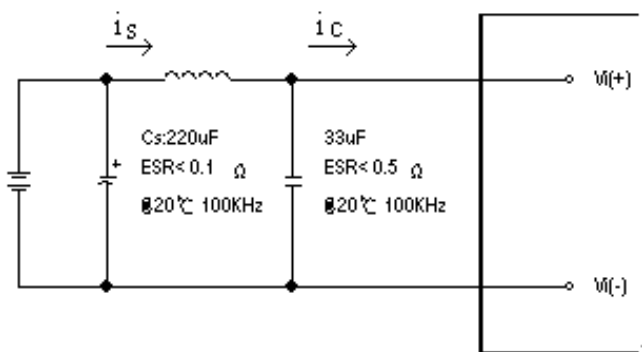 is
ic
Vi(+)
Cs:220uF
ESR< 0.1 Ω
@20℃ 100KHz
33uF
ESR< 0.5 Ω
@20℃ 100KHz
+
Vi(-)